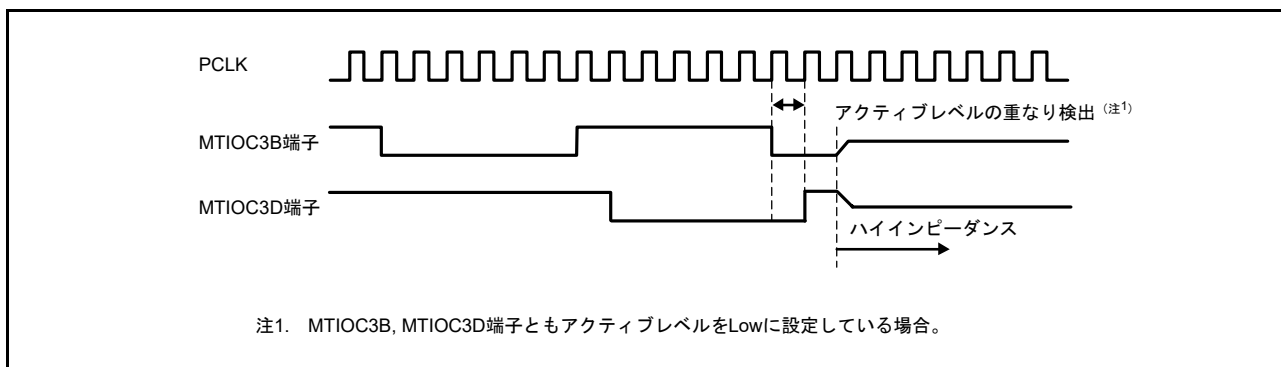 PCLK
アクティブレベルの重なり検出（注1）
MTIOC3B端子
MTIOC3D端子
ハイインピーダンス
注1. MTIOC3B, MTIOC3D端子ともアクティブレベルをLowに設定している場合。